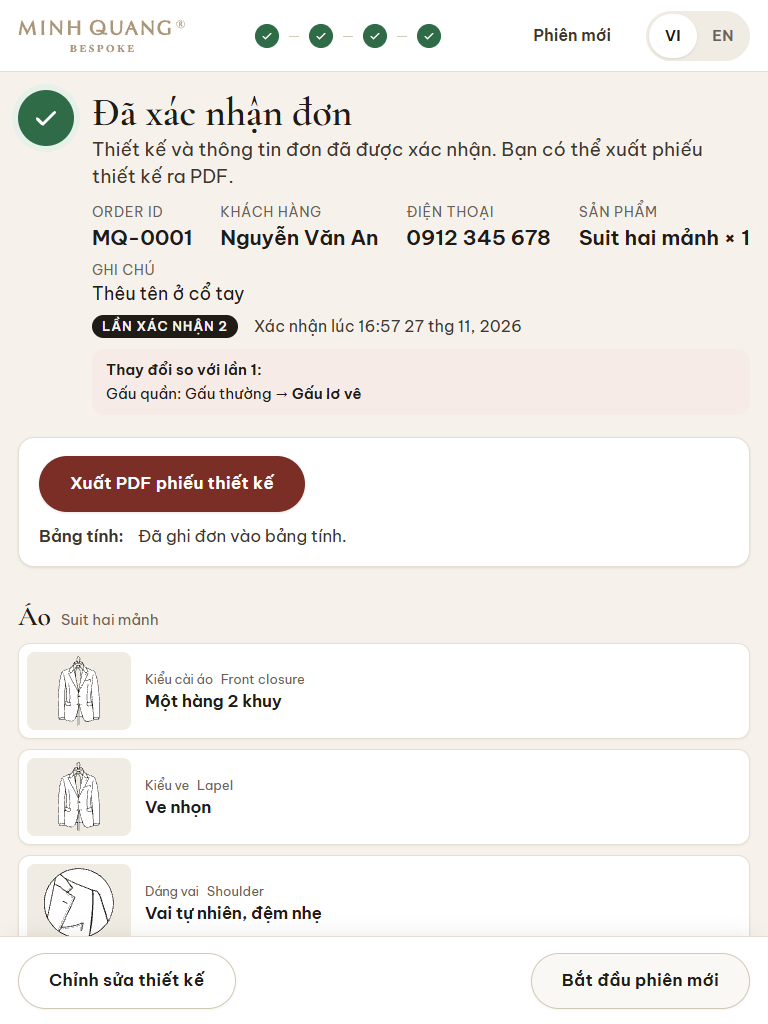 MINH QUANG®
BESPOKE
Phiên mới
VI
EN
Đã xác nhận đơn
Thiết kế và thông tin đơn đã được xác nhận. Bạn có thể xuất phiếu
thiết kế ra PDF.
ORDER ID
MQ-0001
KHÁCH HÀNG
Nguyễn Văn An
ĐIỆN THOẠI
0912 345 678
SẢN PHẨM
Suit hai mảnh × 1
GHI CHÚ
Thêu tên ở cổ tay
LẦN XÁC NHẬN 2
Xác nhận lúc 16:57 27 thg 11, 2026
Thay đổi so với lần 1:
Gấu quần: Gấu thường → Gấu lơ vê
Xuất PDF phiếu thiết kế
Bảng tính: Đã ghi đơn vào bảng tính.
Áo Suit hai mảnh
Kiểu cài áo Front closure
Một hàng 2 khuy
Kiểu ve Lapel
Ve nhọn
Dáng vai Shoulder
Vai tự nhiên, đệm nhẹ
Chỉnh sửa thiết kế
Bắt đầu phiên mới